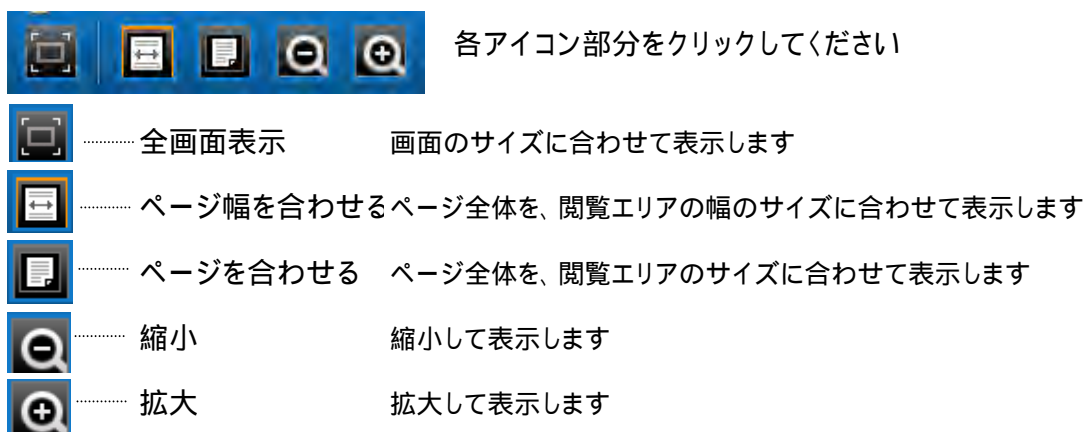 各アイコン部分をクリックしてください
全画面表示 画面のサイズに合わせて表示します
ページ幅を合わせる ページ全体を、閲覧エリアの幅のサイズに合わせて表示します
ページを合わせる ページ全体を、閲覧エリアのサイズに合わせて表示します
縮小 縮小して表示します
拡大 拡大して表示します